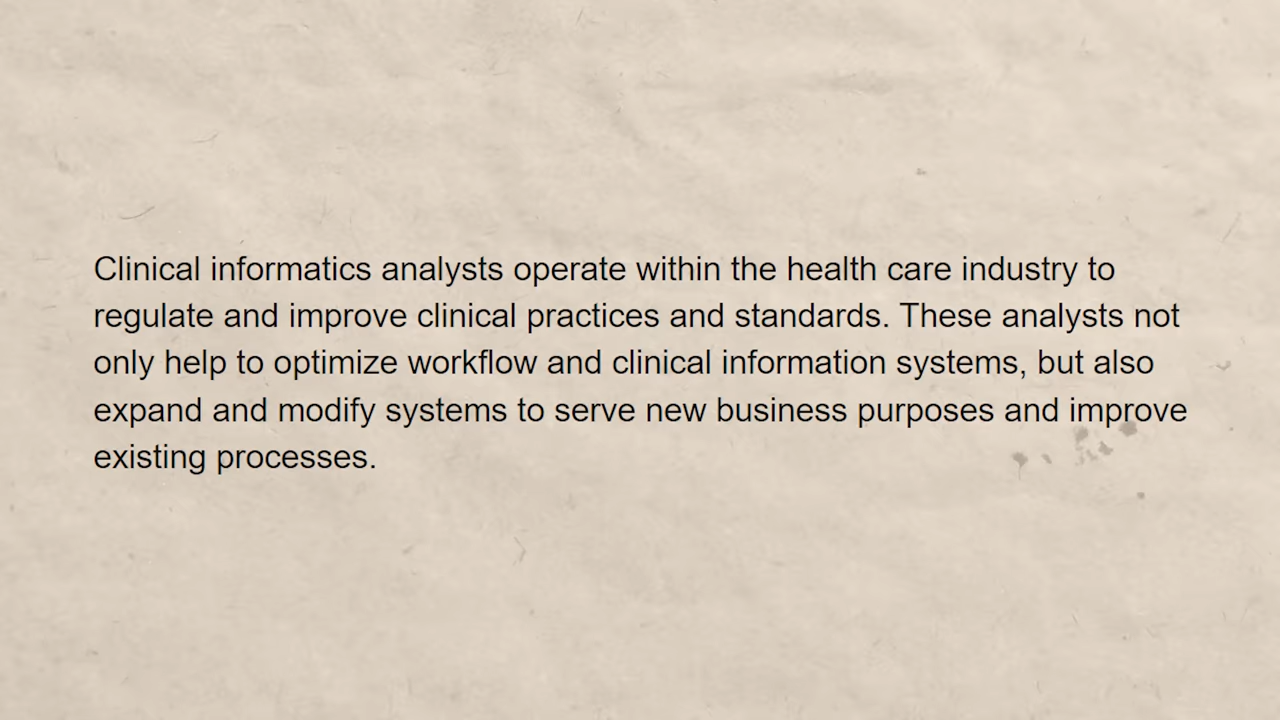 Clinical informatics analysts operate within the health care industry to
regulate and improve clinical practices and standards. These analysts not
only help to optimize workflow and clinical information systems, but also
expand and modify systems to serve new business purposes and improve
existing processes.